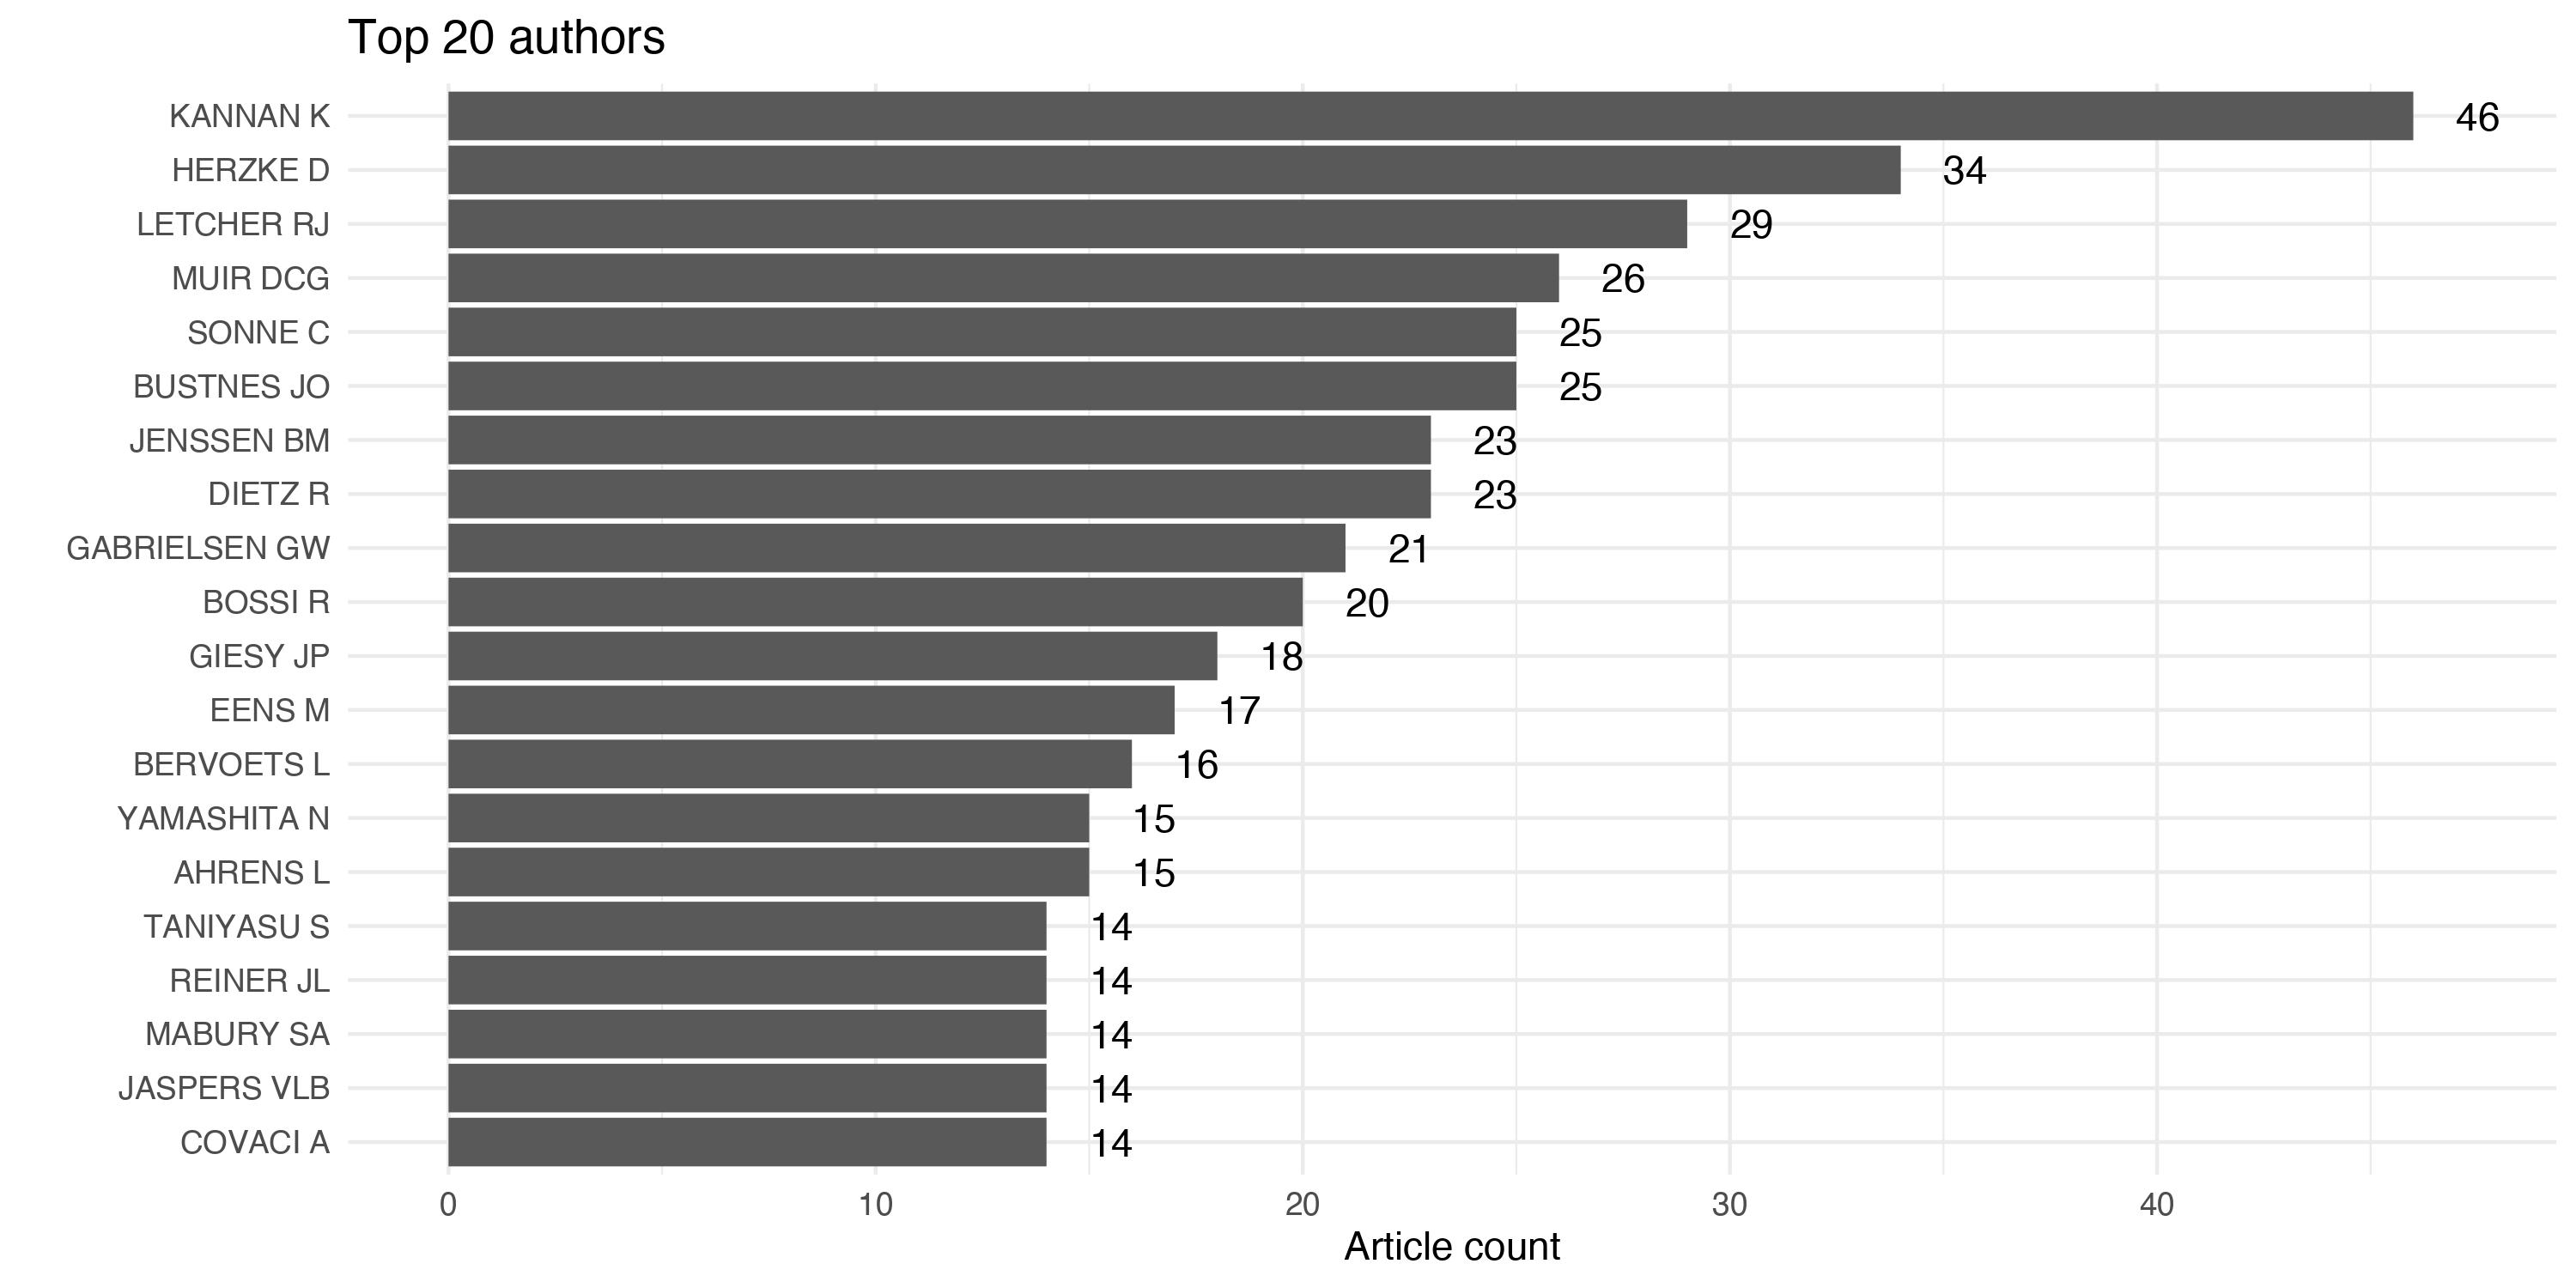 Top 20 authors
KANNAN K 46
HERZKE D 34
LETCHER RJ 29
MUIR DCG 26
SONNE C 25
BUSTNES JO 25
JENSSEN BM 23
DIETZ R 23
GABRIELSEN GW 21
BOSSI R 20
GIESY JP 18
EENS M 17
BERVOETS L 16
YAMASHITA N 15
AHRENS L 15
TANIYASU S 14
REINER JL 14
MABURY SA 14
JASPERS VLB 14
COVACI A 14
0 10 20 30 40
Article count